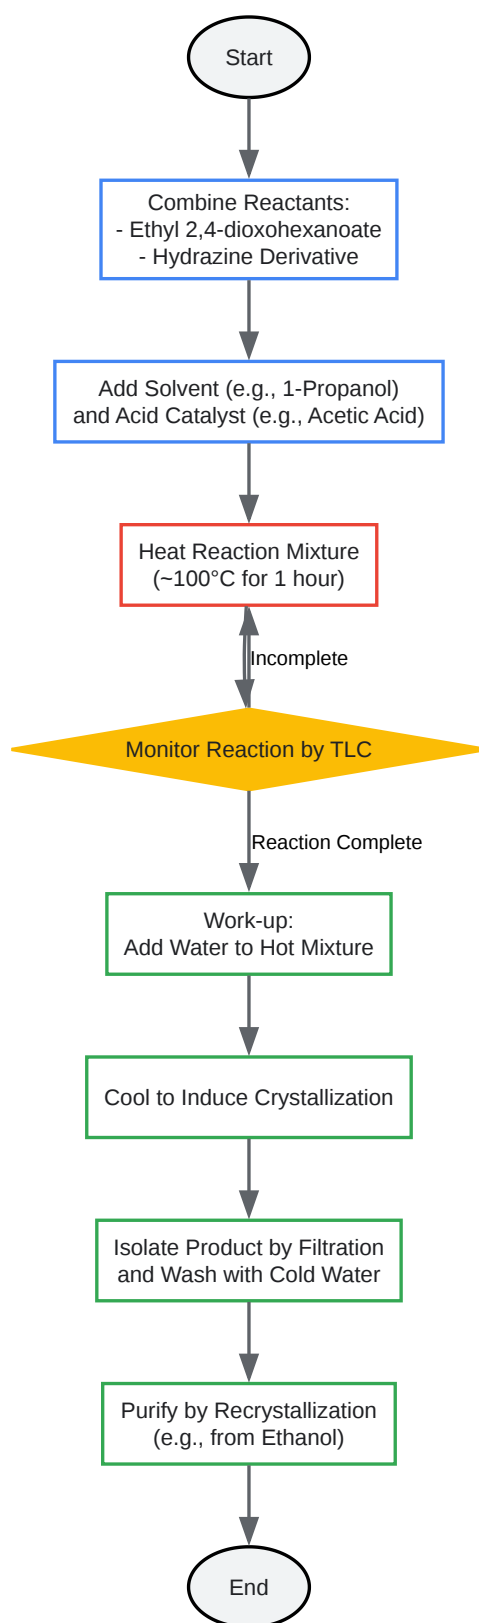 Start
Combine Reactants:
- Ethyl 2,4-dioxohexanoate
- Hydrazine Derivative
Add Solvent (e.g., 1-Propanol)
and Acid Catalyst (e.g., Acetic Acid)
Heat Reaction Mixture
(~100°C for 1 hour)
Incomplete
Monitor Reaction by TLC
Reaction Complete
Work-up:
Add Water to Hot Mixture
Cool to Induce Crystallization
Isolate Product by Filtration
and Wash with Cold Water
Purify by Recrystallization
(e.g., from Ethanol)
End